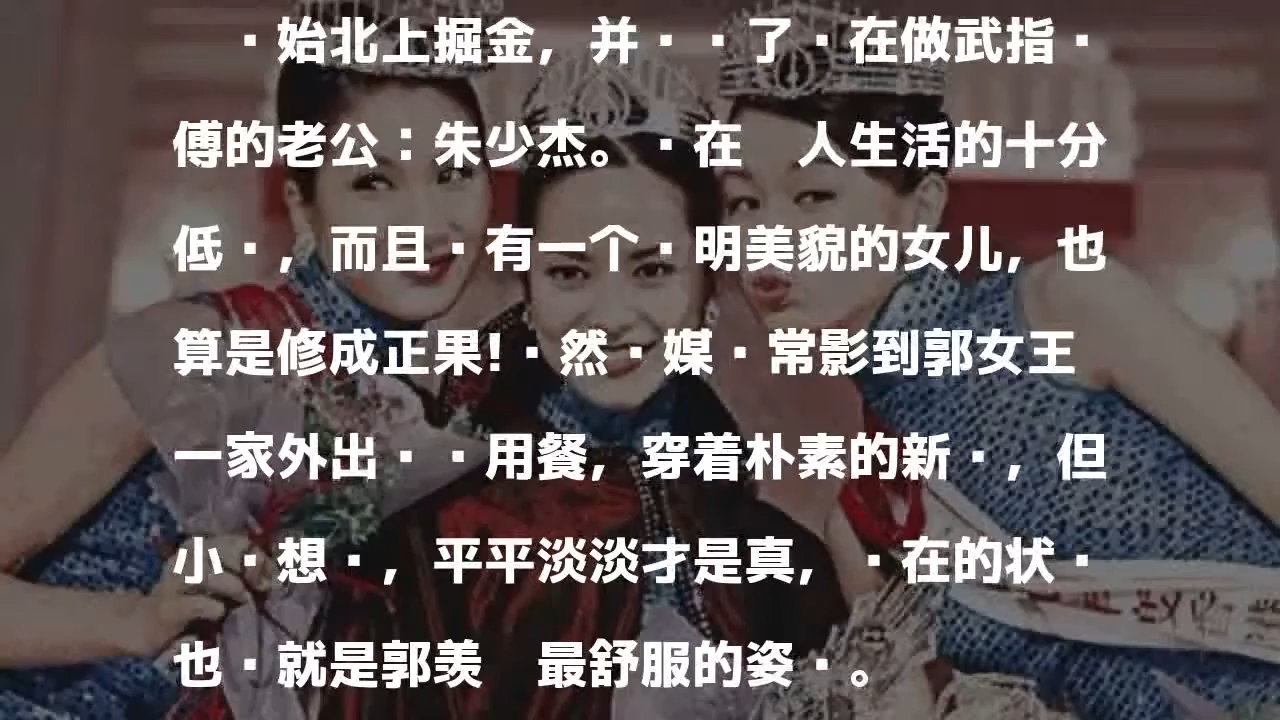 ·始北上掘金，并··了·在做武指·
傅的老公：朱少杰。·在　人生活的十分
低·，而且·有一个·明美貌的女儿，也
算是修成正果!·然·媒·常影到郭女王
一家外出··用餐，穿着朴素的新·，但
小·想·，平平淡淡才是真，·在的状·
也·就是郭羡　最舒服的姿·。